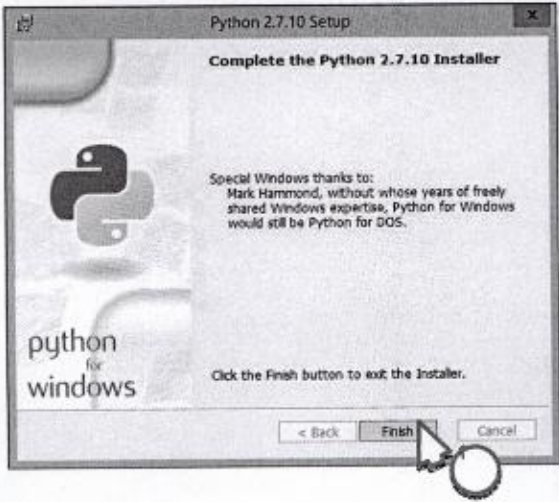 Python 2.7.10 Setup
x
Complete the Python 2.7.10 Installer
Special Windows thanks to:
Mark Hammond, without whose years of freely
shared Windows expertise, Python for Windows
would still be Python for DOS.
python
for
windows
Click the Finish button to exit the Installer.
< Back
Finish
Cancel